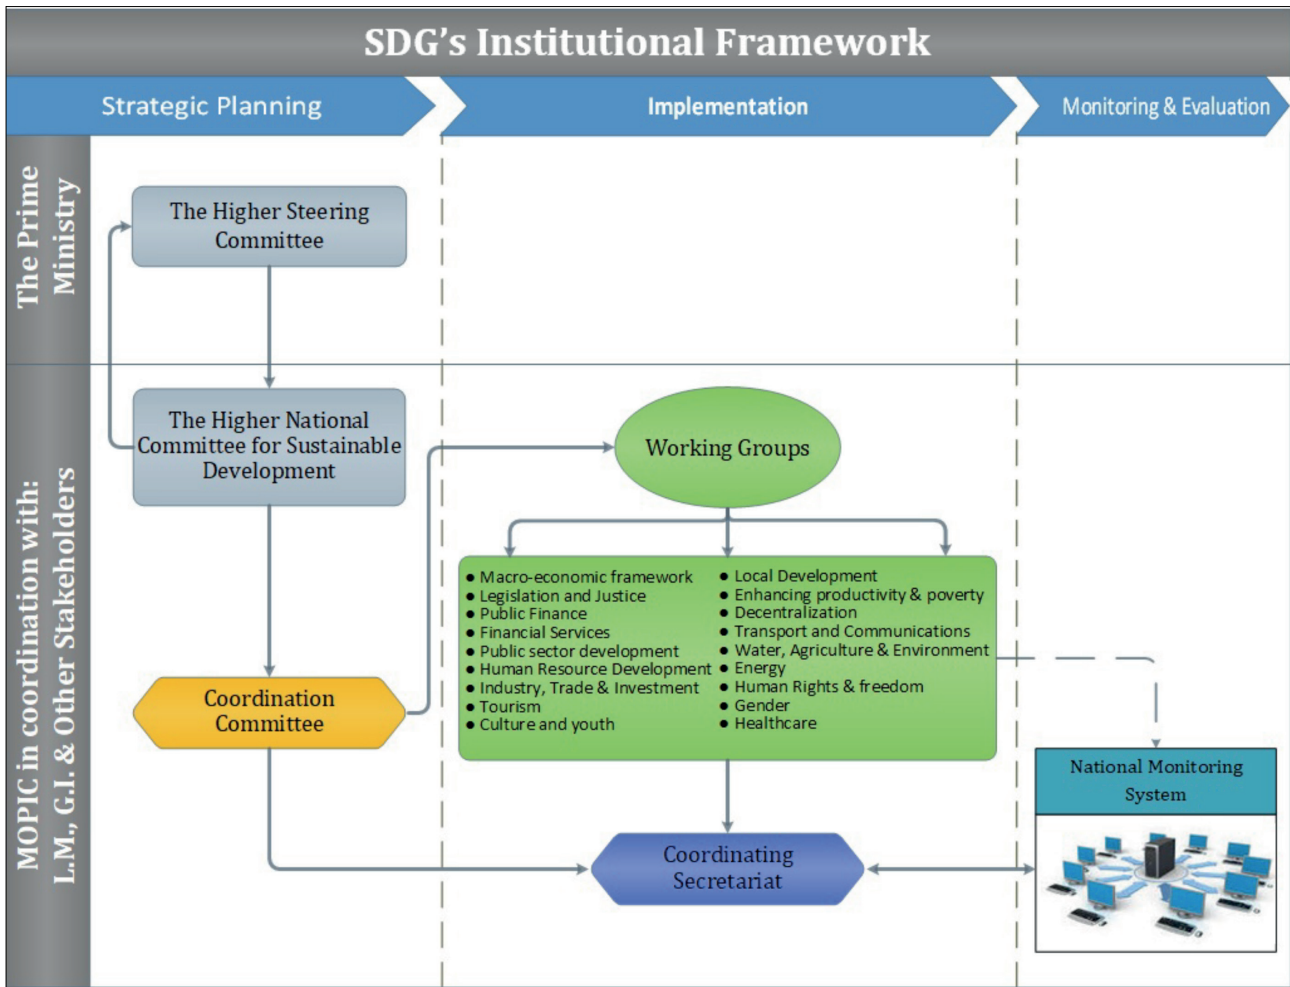 SDG's Institutional Framework
Strategic Planning
Implementation
Monitoring & Evaluation
The Prime
Ministry
The Higher Steering
Committee
MOPIC in coordination with:
L.M., G.I. & Other Stakeholders
The Higher National
Committee for Sustainable
Development
Coordination
Committee
Working Groups
● Macro-economic framework
● Legislation and Justice
● Public Finance
● Financial Services
● Public sector development
● Human Resource Development
● Industry, Trade & Investment
● Tourism
● Culture and youth
● Local Development
● Enhancing productivity & poverty
● Decentralization
● Transport and Communications
● Water, Agriculture & Environment
● Energy
● Human Rights & freedom
● Gender
● Healthcare
Coordinating
Secretariat
National Monitoring
System